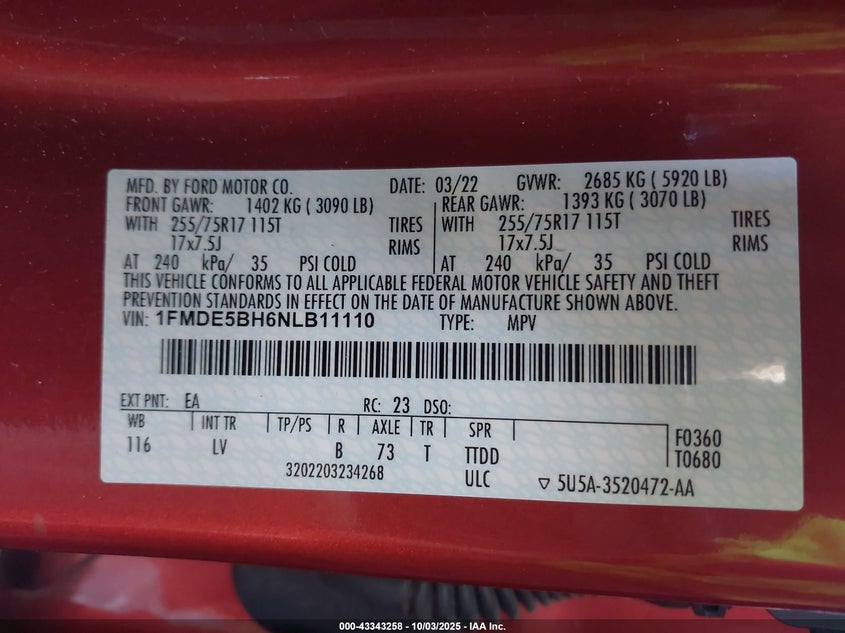 MFD. BY FORD MOTOR CO. DATE: 03/22 GVWR: 2685 KG ( 5920 LB)
FRONT GAWR: 1402 KG ( 3090 LB) REAR GAWR: 1393 KG ( 3070 LB)
WITH 255/75R17 115T TIRES WITH 255/75R17 115T TIRES
17x7.5J RIMS 17x7.5J RIMS
AT 240 kPa/ 35 PSI COLD AT 240 kPa/ 35 PSI COLD
THIS VEHICLE CONFORMS TO ALL APPLICABLE FEDERAL MOTOR VEHICLE SAFETY AND THEFT
PREVENTION STANDARDS IN EFFECT ON THE DATE OF MANUFACTURE SHOWN ABOVE.
VIN: 1FMDE5BH6NLB11110 TYPE: MPV
EXT PNT: EA RC: 23 DSO:
WB INT TR TP/PS R AXLE TR SPR
116 LV B 73 T TTDD
F0360
T0680
3202203234268 ULC ▽ 5U5A-3520472-AA
000-43343258 - 10/03/2025 - IAA Inc.